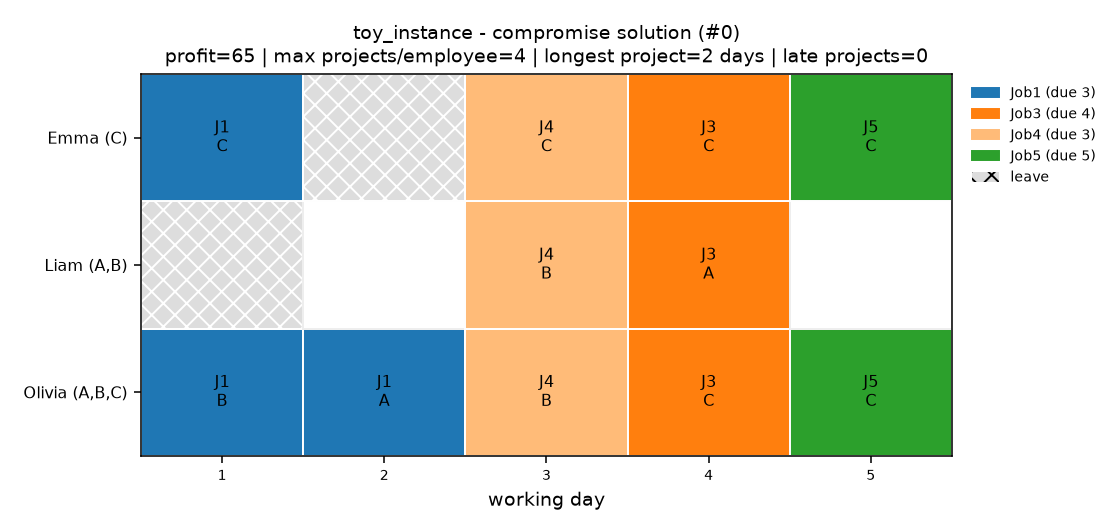 toy_instance - compromise solution (#0)
profit=65 | max projects/employee=4 | longest project=2 days | late projects=0
Emma (C)
J1
C
J4
C
J3
C
J5
C
Liam (A,B)
J4
B
J3
A
Olivia (A,B,C)
J1
B
J1
A
J4
B
J3
C
J5
C
1
2
3
4
5
working day
Job1 (due 3)
Job3 (due 4)
Job4 (due 3)
Job5 (due 5)
leave